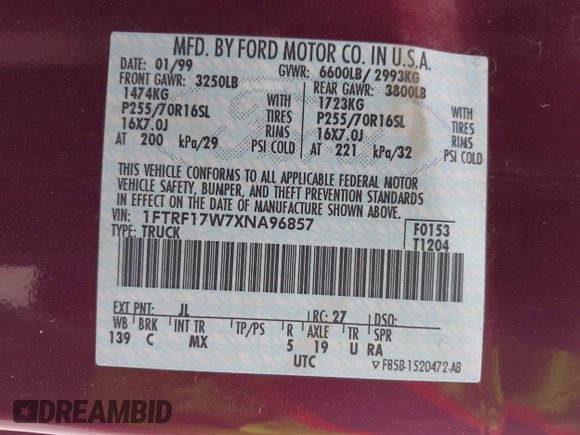 MFD. BY FORD MOTOR CO. IN U.S.A.
DATE: 01/99 GVWR: 6600LB/ 2993KG
FRONT GAWR: 3250LB REAR GAWR: 3800LB
1474KG WITH 1723KG WITH
P255/70R16SL TIRES P255/70R16SL TIRES
16X7.0J RIMS 16X7.0J RIMS
AT 200 kPa/29 PSI COLD AT 221 kPa/32 PSI COLD
THIS VEHICLE CONFORMS TO ALL APPLICABLE FEDERAL MOTOR
VEHICLE SAFETY, BUMPER, AND THEFT PREVENTION STANDARDS
IN EFFECT ON THE DATE OF MANUFACTURE SHOWN ABOVE.
VIN: 1FTRF17W7XNA96857 F0153
TYPE: TRUCK T1204
EXT PNT: JL RC: 27 DSO:
WB BRK INT TR TP/PS R AXLE TR SPR
139 C MX 5 19 U RA
UTC ▽ F85B-1520472-AB
DREAMBID